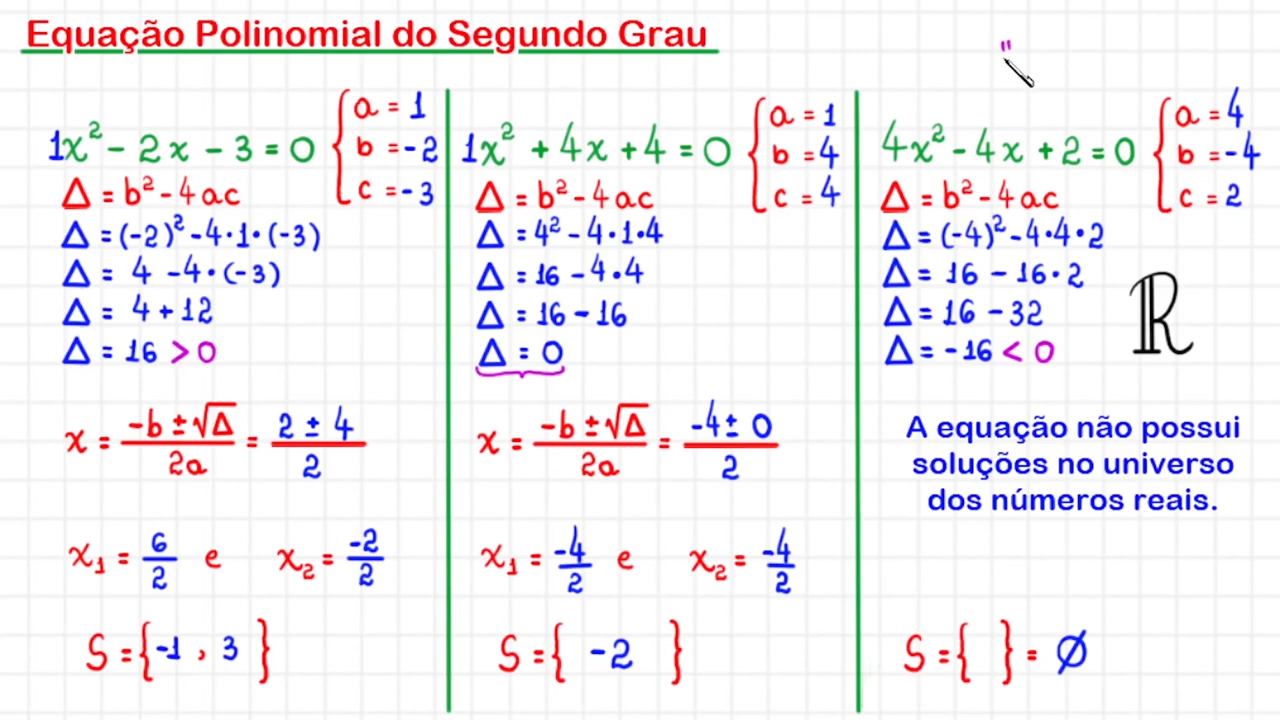 Equação Polinomial do Segundo Grau
"
1x² - 2x - 3 = 0
a = 1
b = -2
c = -3
Δ = b² - 4ac
Δ = (-2)² - 4·1·(-3)
Δ = 4 - 4·(-3)
Δ = 4 + 12
Δ = 16 > 0
x = (-b ± √Δ)/2a = (2 ± 4)/2
x₁ = 6/2 e x₂ = -2/2
S = { -1 , 3 }
1x² + 4x + 4 = 0
a = 1
b = 4
c = 4
Δ = b² - 4ac
Δ = 4² - 4·1·4
Δ = 16 - 4·4
Δ = 16 - 16
Δ = 0
x = (-b ± √Δ)/2a = (-4 ± 0)/2
x₁ = -4/2 e x₂ = -4/2
S = { -2 }
4x² - 4x + 2 = 0
a = 4
b = -4
c = 2
Δ = b² - 4ac
Δ = (-4)² - 4·4·2
Δ = 16 - 16·2
Δ = 16 - 32
Δ = -16 < 0
ℝ
A equação não possui
soluções no universo
dos números reais.
S = { } = ∅